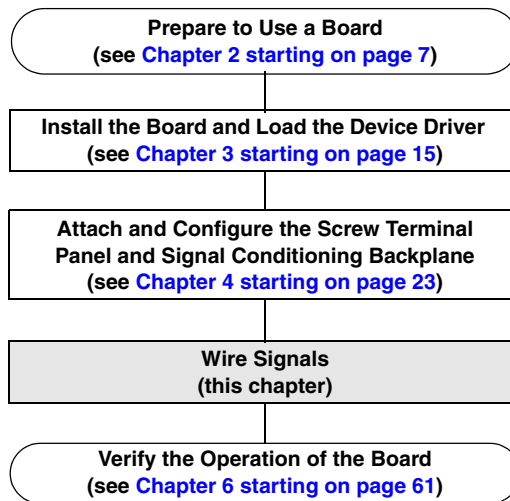 Prepare to Use a Board
(see Chapter 2 starting on page 7)
Install the Board and Load the Device Driver
(see Chapter 3 starting on page 15)
Attach and Configure the Screw Terminal
Panel and Signal Conditioning Backplane
(see Chapter 4 starting on page 23)
Wire Signals
(this chapter)
Verify the Operation of the Board
(see Chapter 6 starting on page 61)